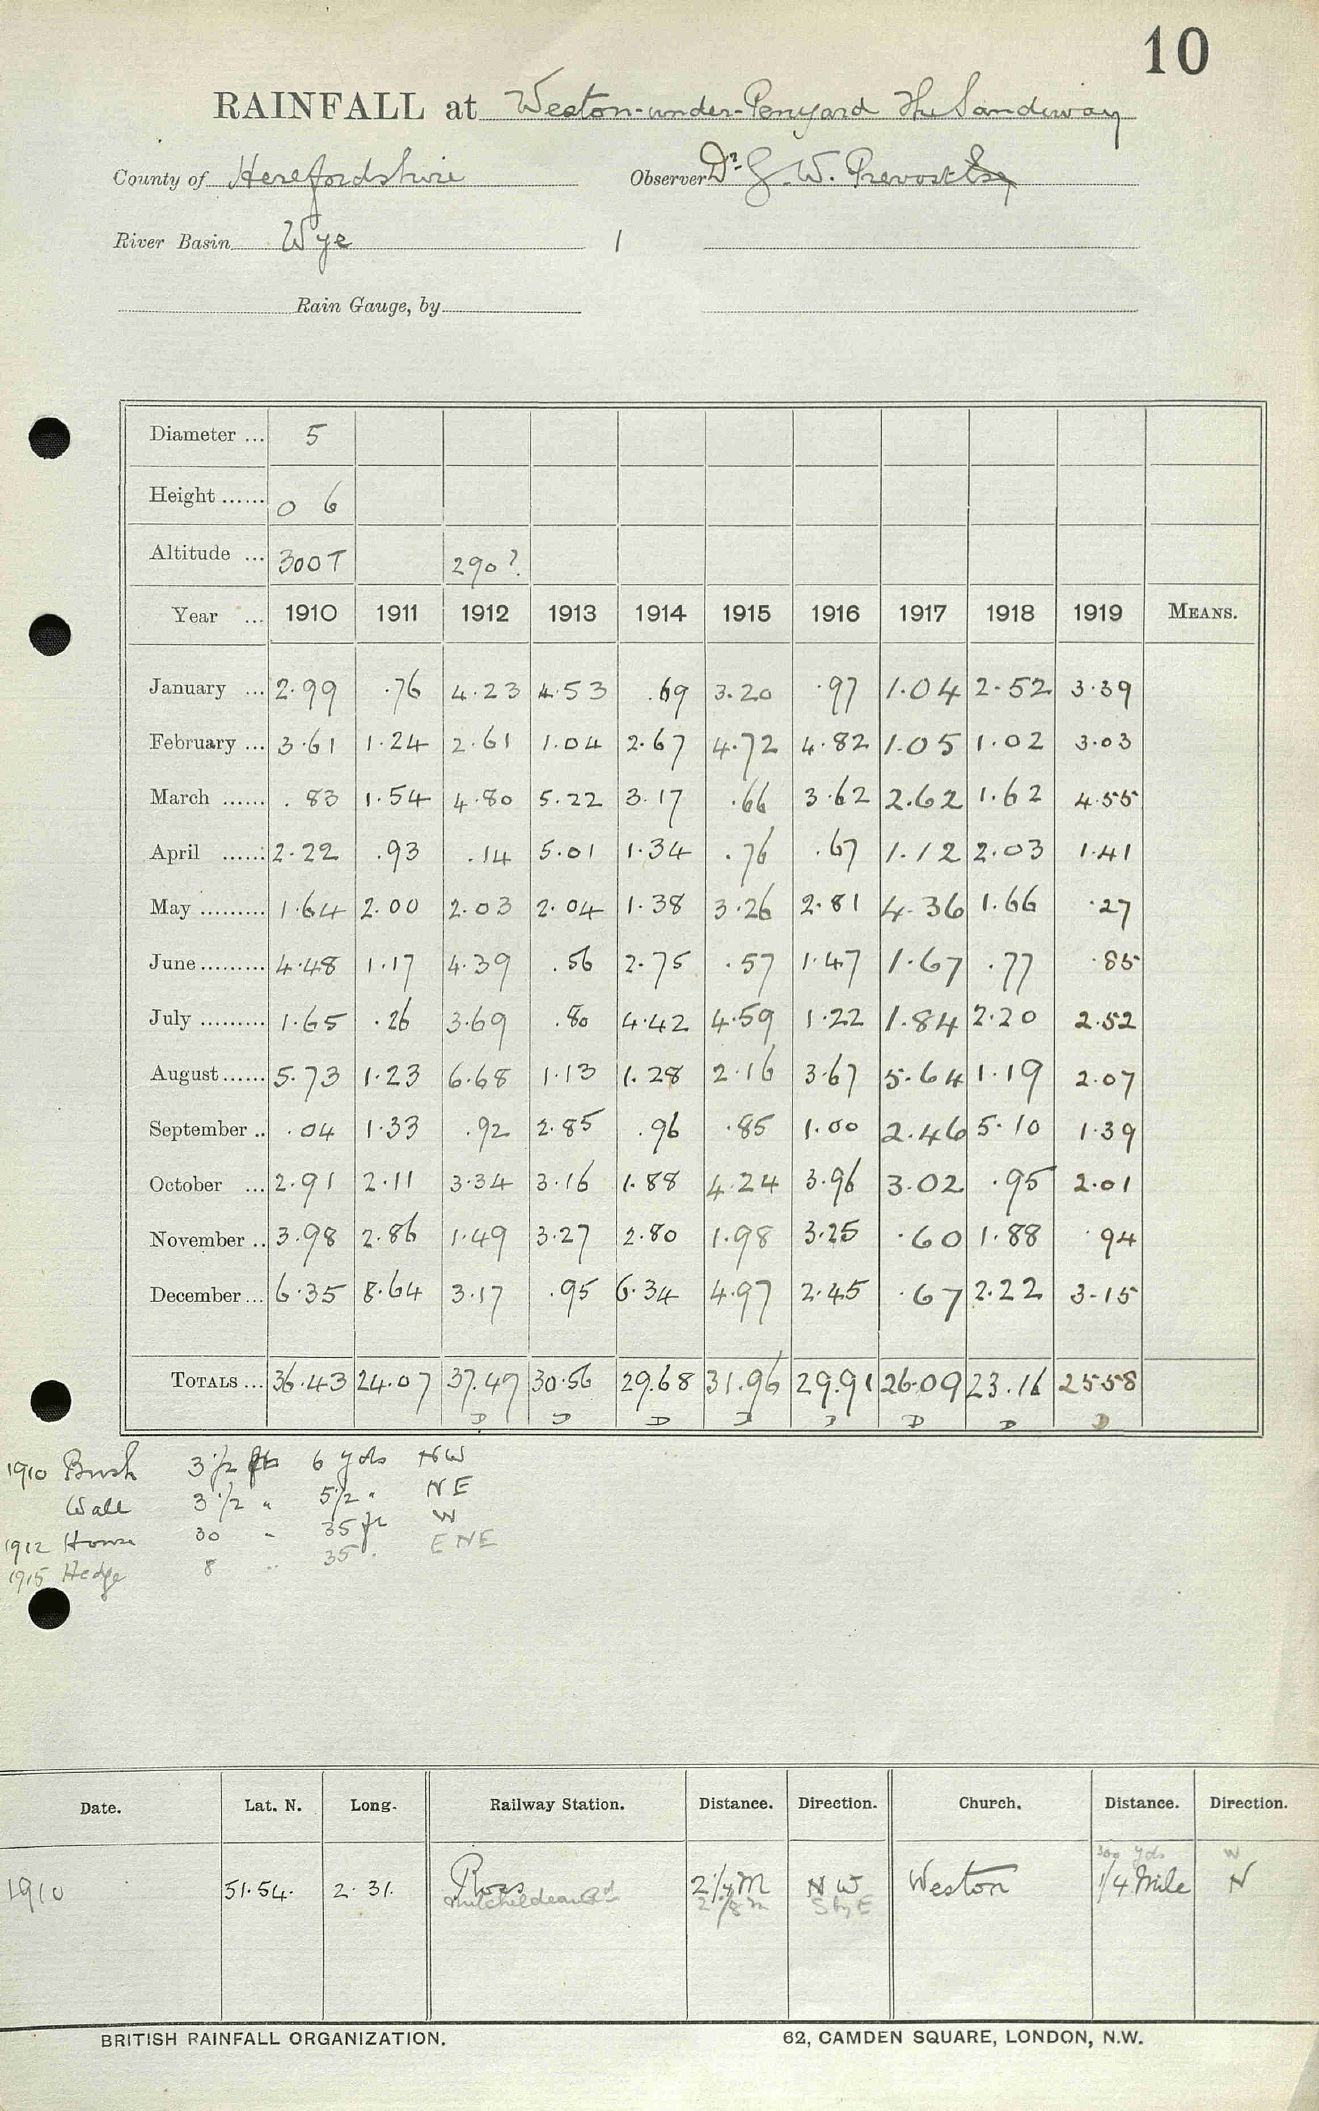 10
RAINFALL at Weston-under-Penyard The Sandiway
County of Herefordshire Observer Dr. G. W. Prevost Esq
River Basin Wye 1
Rain Gauge, by
Diameter ... 5
Height ...... 0 6
Altitude ... 300T 290?
Year ... 1910 1911 1912 1913 1914 1915 1916 1917 1918 1919 MEANS.
January ... 2.99 .76 4.23 4.53 .69 3.20 .97 1.04 2.52 3.39
February ... 3.61 1.24 2.61 1.04 2.67 4.72 4.82 1.05 1.02 3.03
March ...... .83 1.54 4.80 5.22 3.17 .66 3.62 2.62 1.62 4.55
April ...... 2.22 .93 .14 5.01 1.34 .76 .67 1.12 2.03 1.41
May ......... 1.64 2.00 2.03 2.04 1.38 3.26 2.81 4.36 1.66 .27
June ......... 4.48 1.17 4.39 .56 2.75 .57 1.47 1.67 .77 .85
July ......... 1.65 .26 3.69 .80 4.42 4.59 1.22 1.84 2.20 2.52
August ...... 5.73 1.23 6.68 1.13 1.28 2.16 3.67 5.64 1.19 2.07
September .. .04 1.33 .92 2.85 .96 .85 1.00 2.46 5.10 1.39
October ... 2.91 2.11 3.34 3.16 1.88 4.24 3.96 3.02 .95 2.01
November .. 3.98 2.86 1.49 3.27 2.80 1.98 3.25 .60 1.88 .94
December ... 6.35 8.64 3.17 .95 6.34 4.97 2.45 .67 2.22 3.15
TOTALS ... 36.43 24.07 37.49 30.56 29.68 31.96 29.91 26.09 23.16 25.58
D D D D D D D D
1910 Bush 3 1/2 ft 6 yds NW
Wall 3 1/2 " 5 1/2 " NE
1912 House 30 " 35 ft W
1915 Hedge 8 " 35 " ENE
Date. Lat. N. Long. Railway Station. Distance. Direction. Church. Distance. Direction.
300 yds W
1910 51.54. 2.31. Ross 2 1/4 M NW Weston 1/4 Mile N
Mitcheldean Rd 2 1/8 m S by E
BRITISH RAINFALL ORGANIZATION. 62, CAMDEN SQUARE, LONDON, N.W.